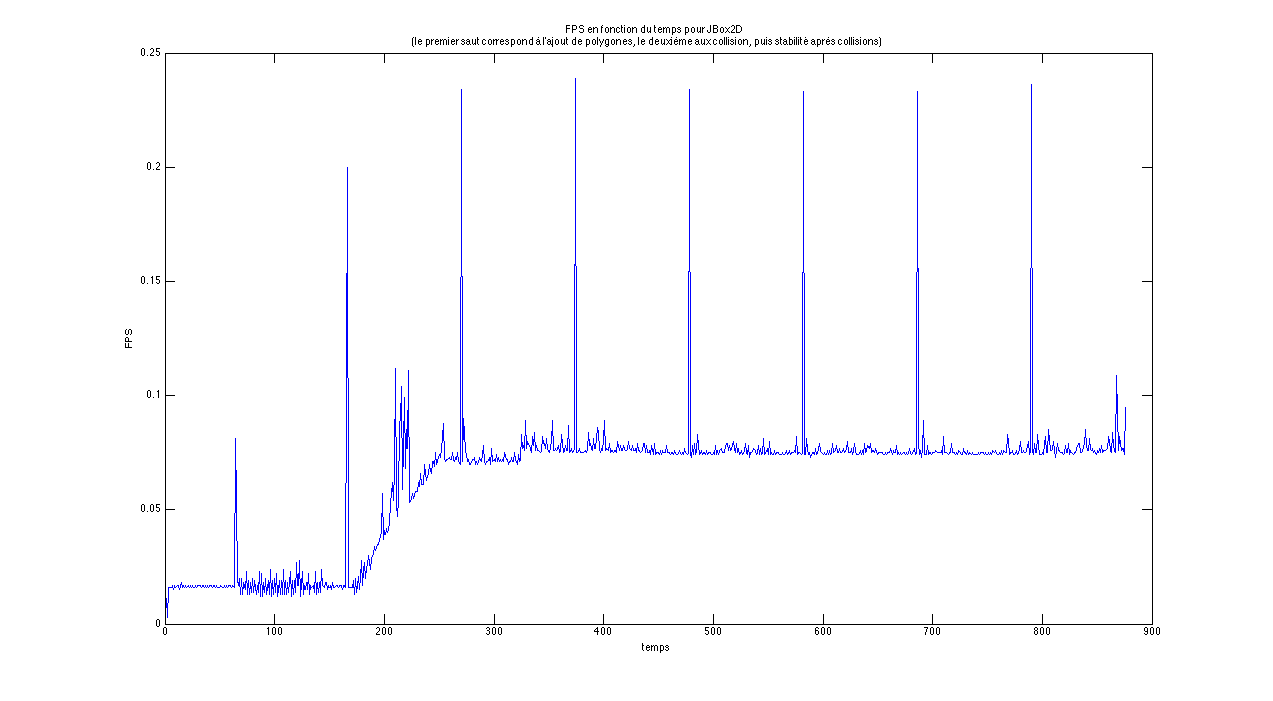 FPS en fonction du temps pour JBox2D
(le premier saut correspond à l'ajout de polygones, le deuxième aux collision, puis stabilité après collisions)
0.25
0.2
0.15
0.1
0.05
0
FPS
0 100 200 300 400 500 600 700 800 900
temps